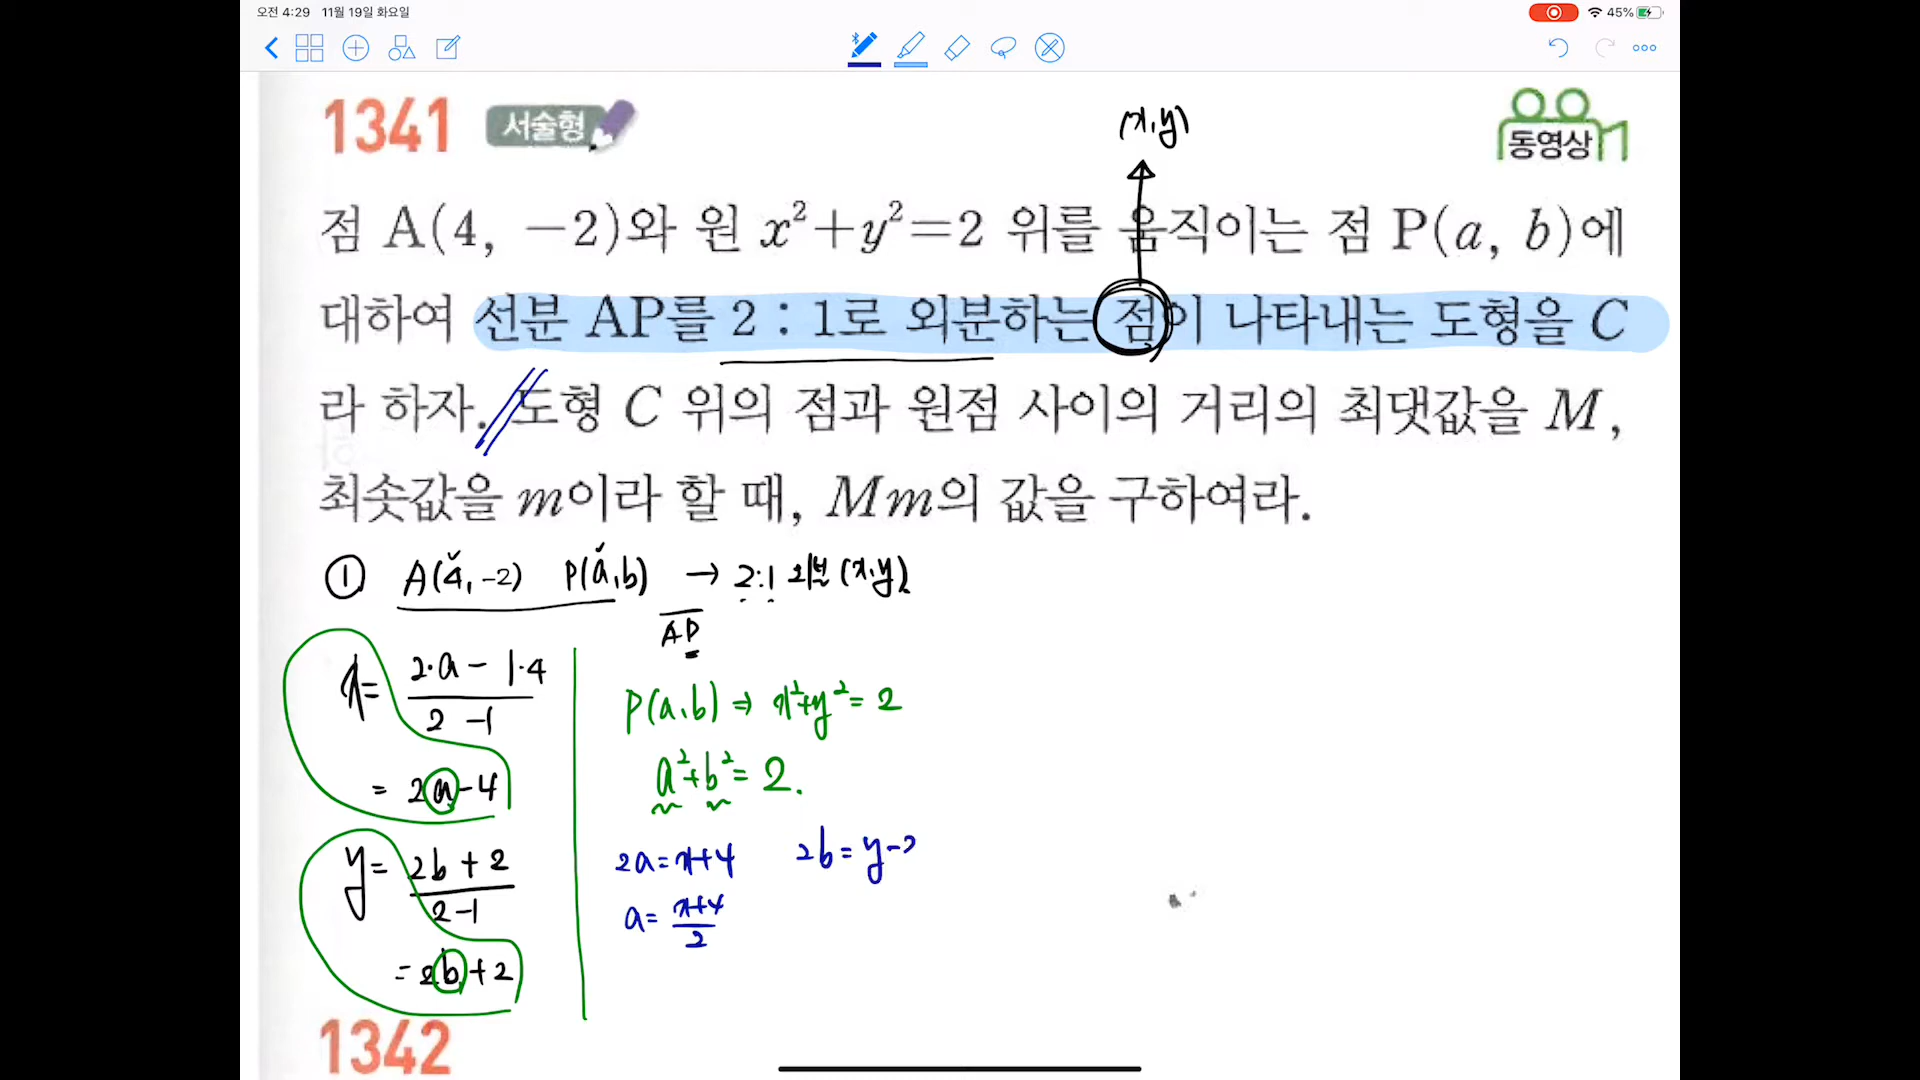 오전 4:29 11월 19일 화요일
45%
1341 서술형
(x,y)
동영상
점 A(4, −2)와 원 x²+y²=2 위를 움직이는 점 P(a, b)에
대하여 선분 AP를 2 : 1로 외분하는 점이 나타내는 도형을 C
라 하자. 도형 C 위의 점과 원점 사이의 거리의 최댓값을 M,
최솟값을 m이라 할 때, Mm의 값을 구하여라.
① A(4,-2) P(a,b) → 2:1 외분 (x,y)
AP
x= 2·a - 1·4 / 2 -1
= 2a-4
y= 2b + 2 / 2-1
= 2b+2
P(a,b) ⇒ x²+y²= 2
a²+b²= 2.
2a=x+4 2b=y-2
a= x+4 / 2
1342